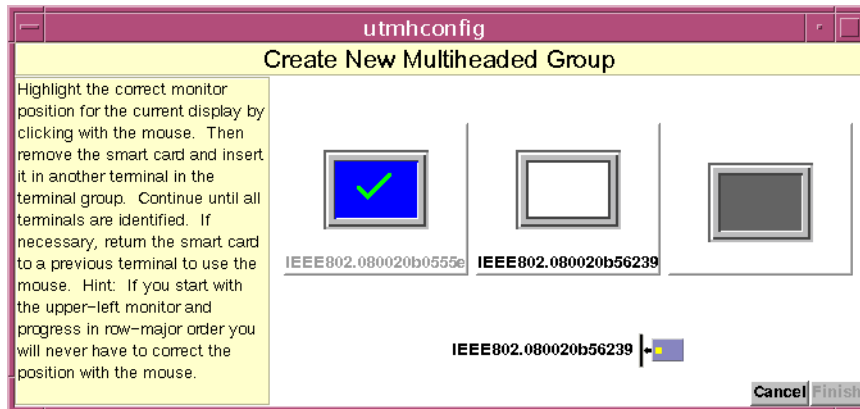 utmhconfig
Create New Multiheaded Group
Highlight the correct monitor
position for the current display by
clicking with the mouse. Then
remove the smart card and insert
it in another terminal in the
terminal group. Continue until all
terminals are identified. If
necessary, return the smart card
to a previous terminal to use the
mouse. Hint: If you start with
the upper-left monitor and
progress in row-major order you
will never have to correct the
position with the mouse.
IEEE802.080020b0555e IEEE802.080020b56239
IEEE802.080020b56239
Cancel Finish